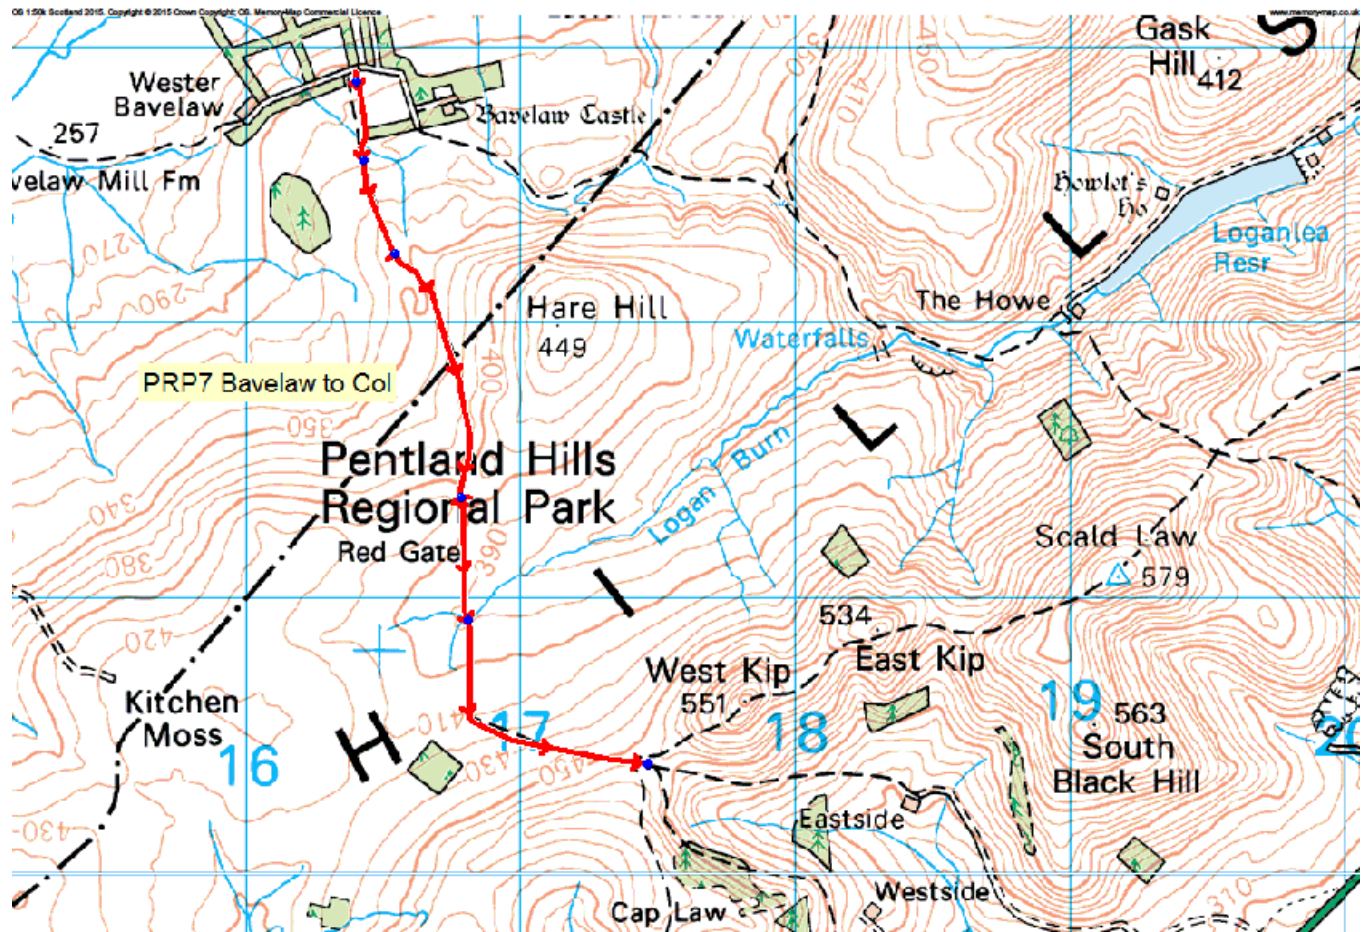 OS 1:50k Scotland 2015. Copyright © 2015 Crown Copyright; OS. Memory-Map Commercial Licence
www.memory-map.co.uk
Gask
Hill
412
S
Wester
Bavelaw
Bavelaw Castle
257
velaw Mill Fm
Howlet's
Ho
Loganlea
Resr
270
290
410
450
The Howe
Hare Hill
449
Waterfalls
PRP7 Bavelaw to Col
400
350
Pentland Hills
Regional Park
Red Gate
Logan Burn
L
L
I
H
340
380
390
420
Scald Law
579
534
East Kip
West Kip
551
Kitchen
Moss
410
430
450
430
16
17
18
19
563
South
Black Hill
Eastside
Westside
Cap Law
310